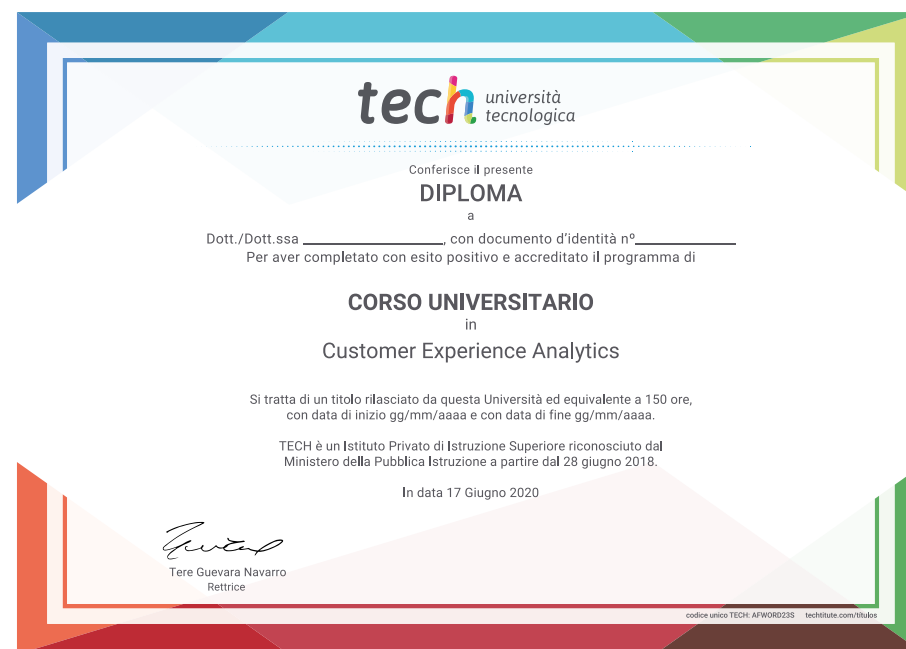 tech università
tecnologica
Conferisce il presente
DIPLOMA
a
Dott./Dott.ssa ____________________, con documento d'identità nº______________
Per aver completato con esito positivo e accreditato il programma di
CORSO UNIVERSITARIO
in
Customer Experience Analytics
Si tratta di un titolo rilasciato da questa Università ed equivalente a 150 ore,
con data di inizio gg/mm/aaaa e con data di fine gg/mm/aaaa.
TECH è un Istituto Privato di Istruzione Superiore riconosciuto dal
Ministero della Pubblica Istruzione a partire dal 28 giugno 2018.
In data 17 Giugno 2020
Tere Guevara Navarro
Rettrice
codice unico TECH: AFWORD23S techtitute.com/títulos